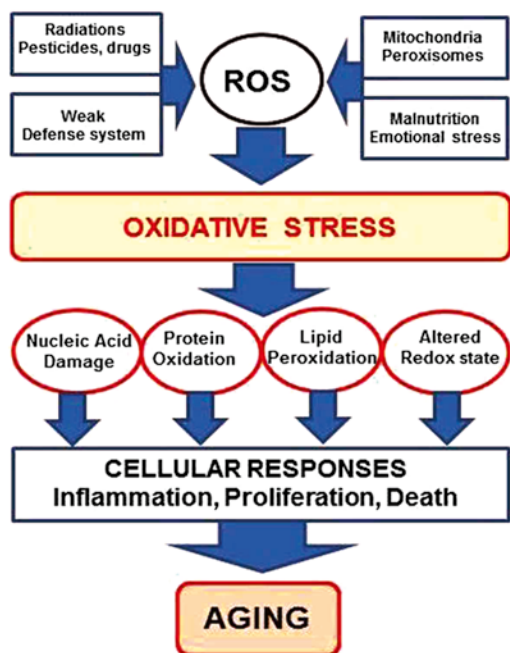 Radiations
Pesticides, drugs
ROS
Mitochondria
Peroxisomes
Weak
Defense system
Malnutrition
Emotional stress
OXIDATIVE STRESS
Nucleic Acid
Damage
Protein
Oxidation
Lipid
Peroxidation
Altered
Redox state
CELLULAR RESPONSES
Inflammation, Proliferation, Death
AGING